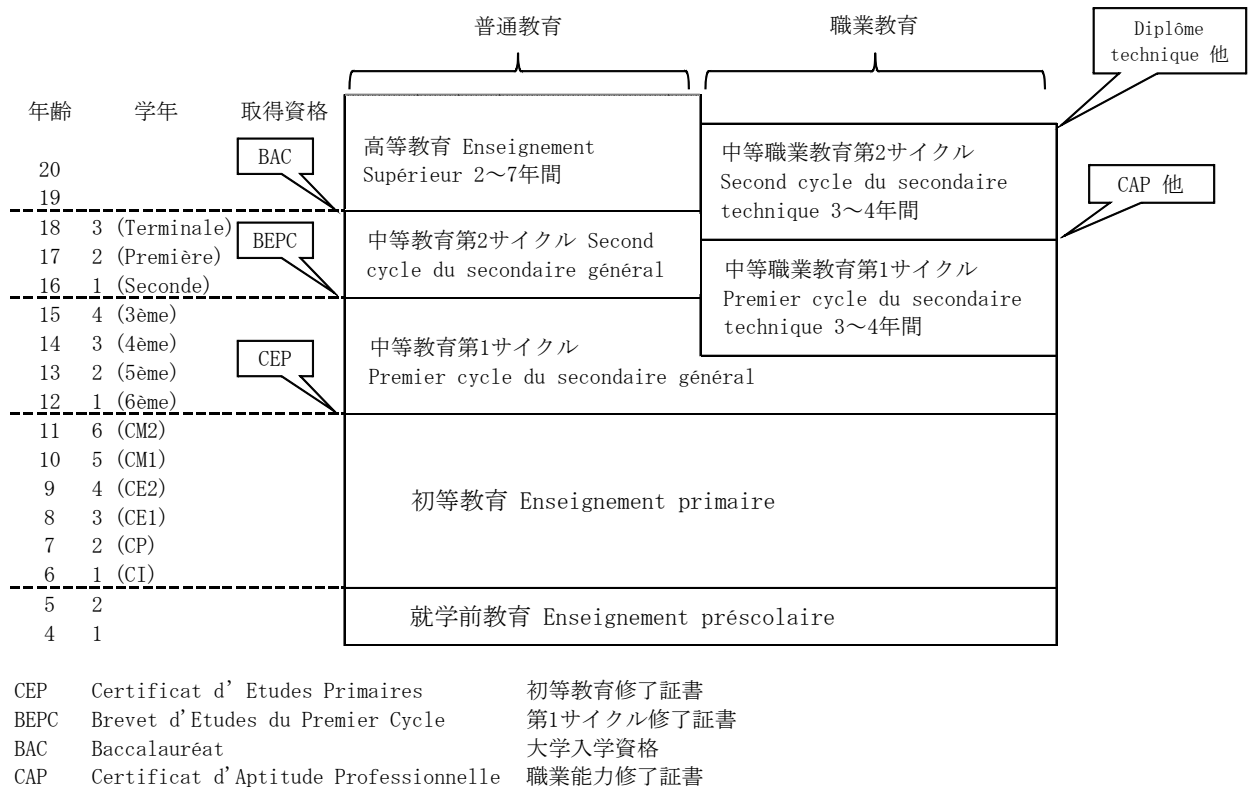 普通教育
職業教育
Diplôme
technique 他
年齢 学年 取得資格
BAC
高等教育 Enseignement
Supérieur 2～7年間
中等職業教育第2サイクル
Second cycle du secondaire
technique 3～4年間
CAP 他
20
19
18 3 (Terminale)
17 2 (Première)
16 1 (Seconde)
BEPC
中等教育第2サイクル Second
cycle du secondaire général
中等職業教育第1サイクル
Premier cycle du secondaire
technique 3～4年間
15 4 (3ème)
14 3 (4ème)
13 2 (5ème)
12 1 (6ème)
CEP
中等教育第1サイクル
Premier cycle du secondaire général
11 6 (CM2)
10 5 (CM1)
9 4 (CE2)
8 3 (CE1)
7 2 (CP)
6 1 (CI)
初等教育 Enseignement primaire
5 2
4 1
就学前教育 Enseignement préscolaire
CEP Certificat d' Etudes Primaires 初等教育修了証書
BEPC Brevet d'Etudes du Premier Cycle 第1サイクル修了証書
BAC Baccalauréat 大学入学資格
CAP Certificat d'Aptitude Professionnelle 職業能力修了証書